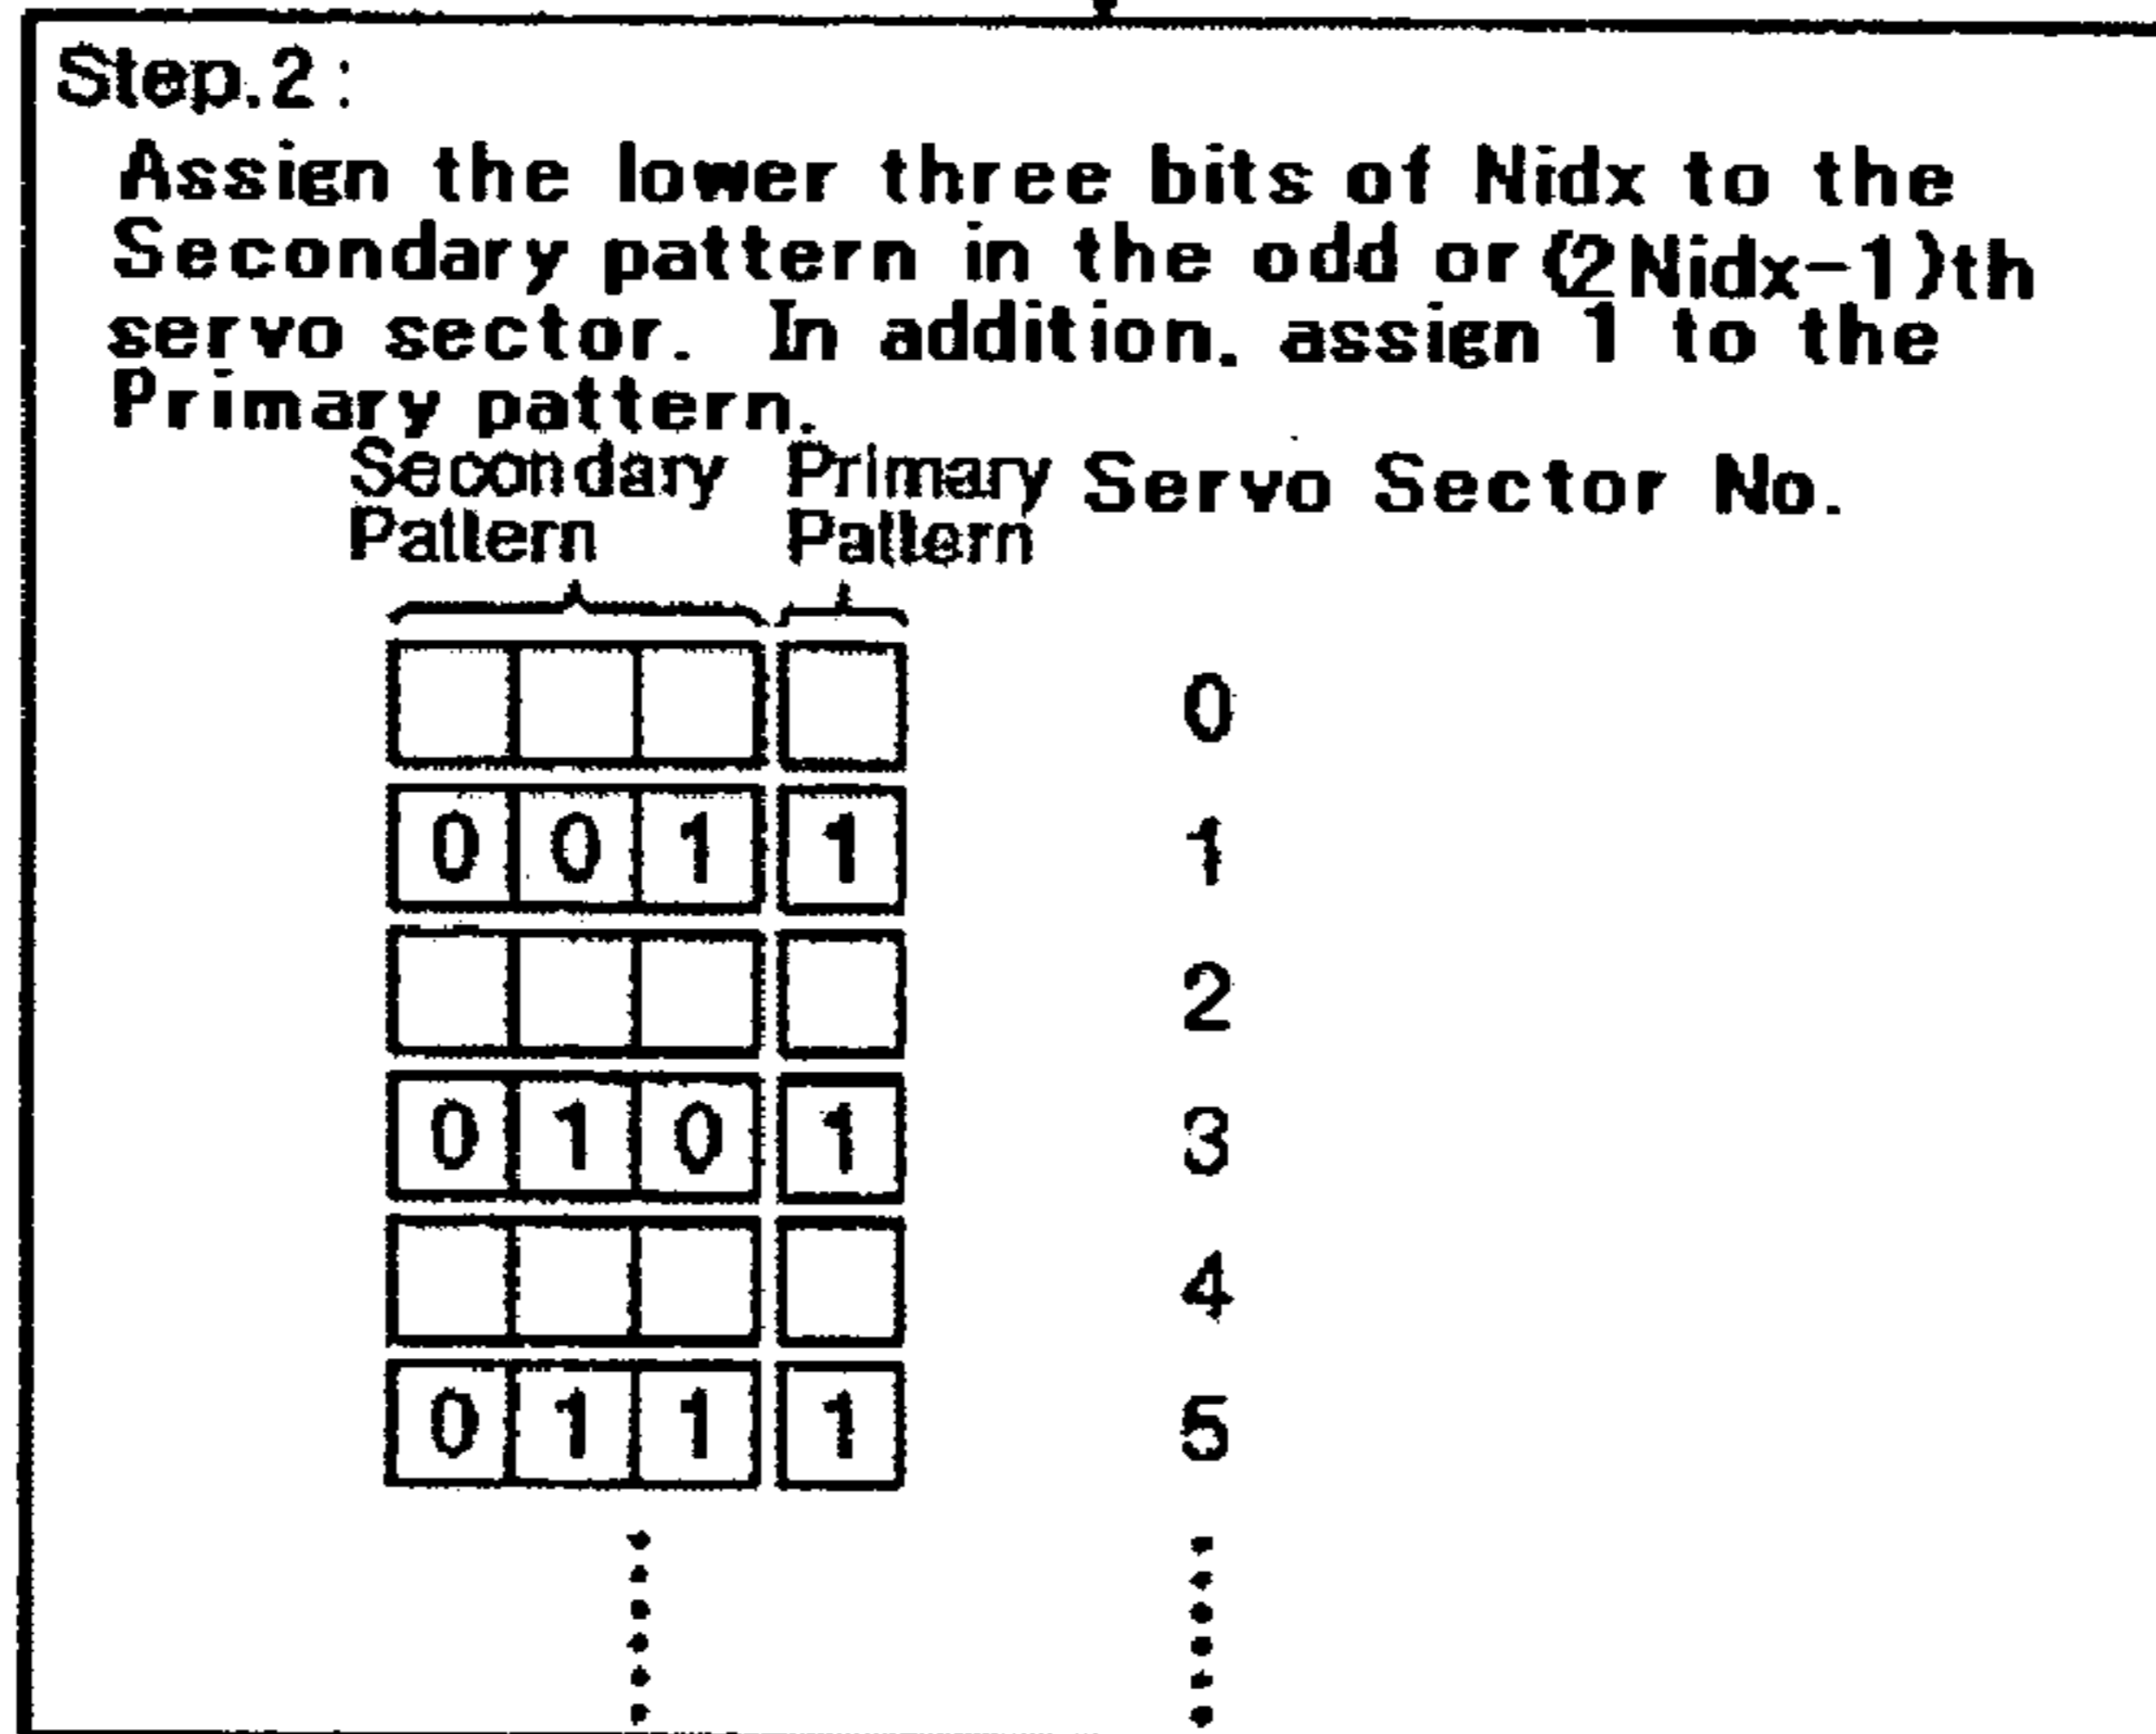 Step.2:
Assign the lower three bits of Nidx to the
Secondary pattern in the odd or (2Nidx-1)th
servo sector. In addition. assign 1 to the
Primary pattern.
Secondary Primary Servo Sector No.
Pattern Pattern
0
0 0 1 1 1
2
0 1 0 1 3
4
0 1 1 1 5